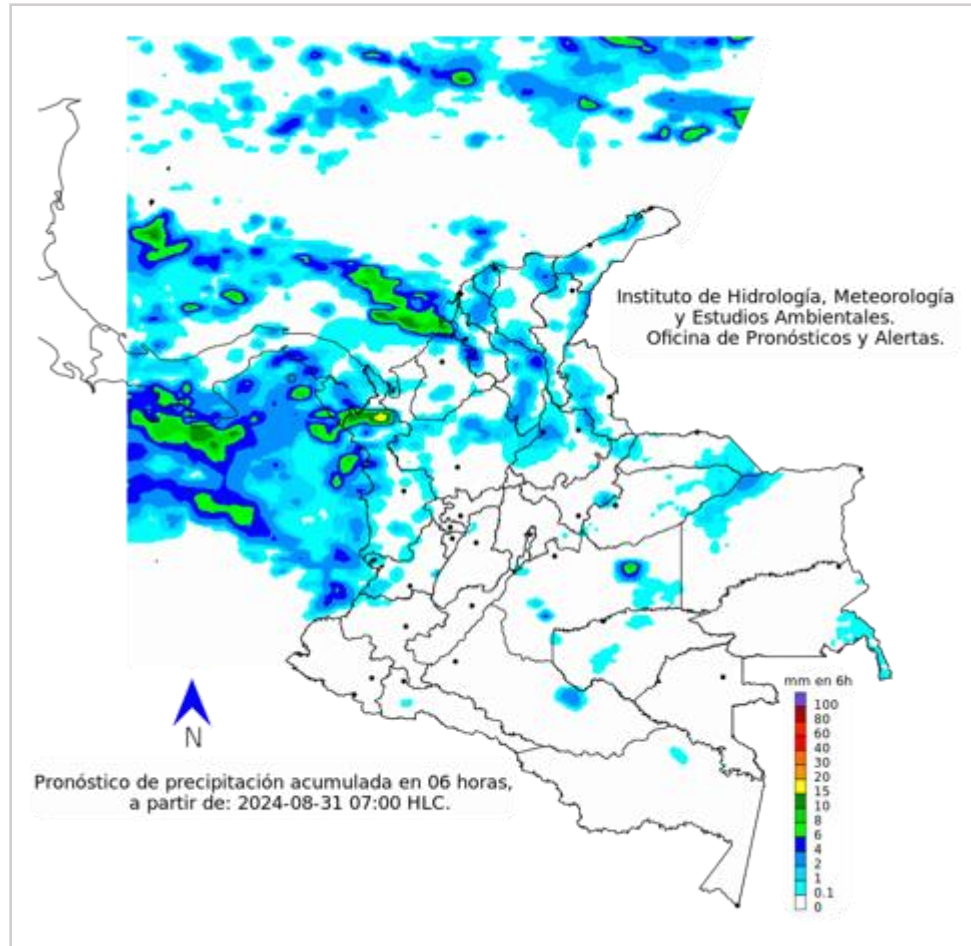 Instituto de Hidrología, Meteorología
y Estudios Ambientales.
Oficina de Pronósticos y Alertas.
mm en 6h
100
80
60
40
30
20
15
10
8
6
4
2
1
0.1
0
N
Pronóstico de precipitación acumulada en 06 horas,
a partir de: 2024-08-31 07:00 HLC.